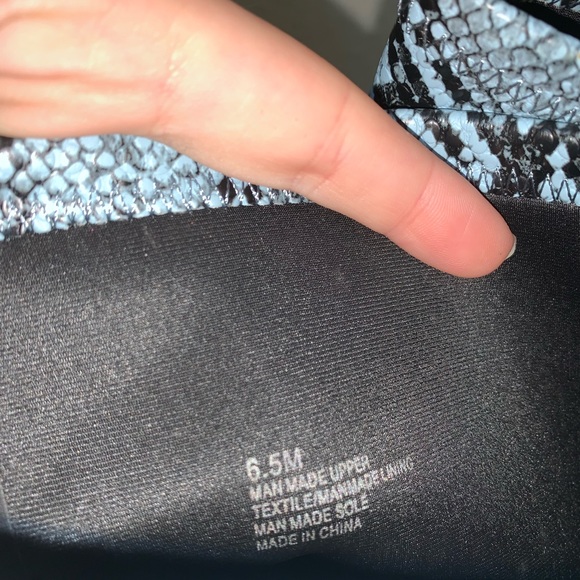 6.5M
MAN MADE UPPER
TEXTILE/MANMADE LINING
MAN MADE SOLE
MADE IN CHINA